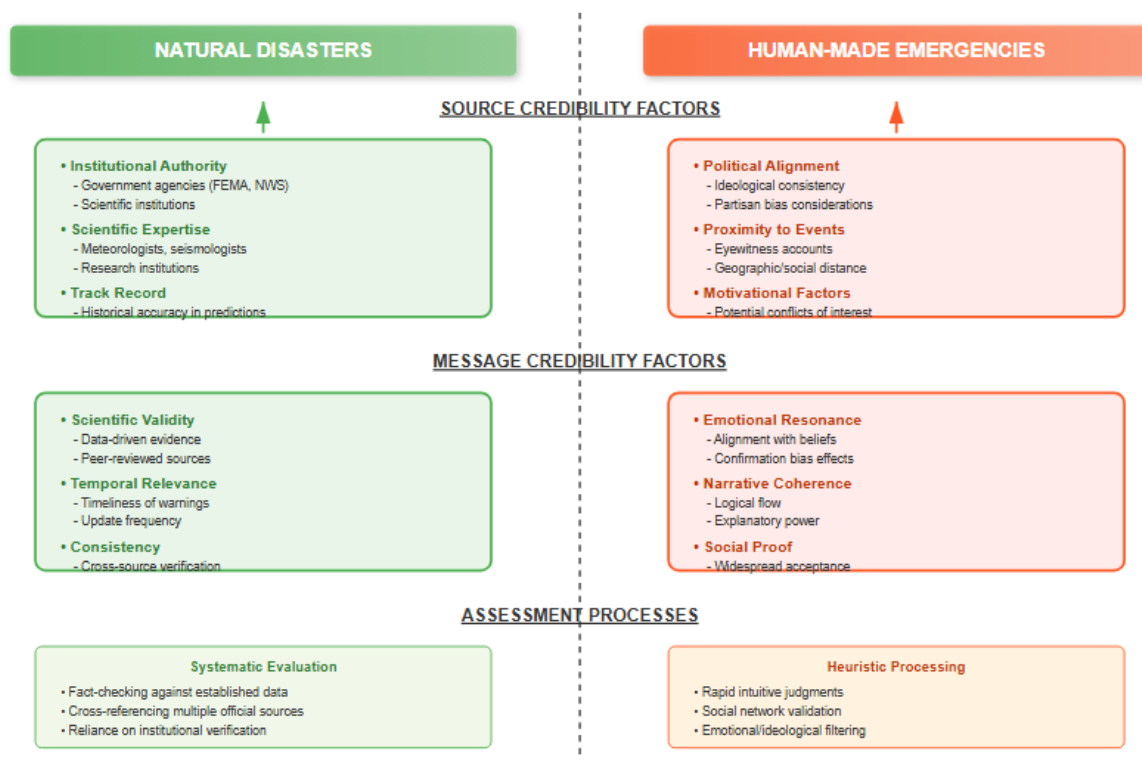 NATURAL DISASTERS
HUMAN-MADE EMERGENCIES
SOURCE CREDIBILITY FACTORS
• Institutional Authority
- Government agencies (FEMA, NWS)
- Scientific institutions
• Scientific Expertise
- Meteorologists, seismologists
- Research institutions
• Track Record
- Historical accuracy in predictions
• Political Alignment
- Ideological consistency
- Partisan bias considerations
• Proximity to Events
- Eyewitness accounts
- Geographic/social distance
• Motivational Factors
- Potential conflicts of interest
MESSAGE CREDIBILITY FACTORS
• Scientific Validity
- Data-driven evidence
- Peer-reviewed sources
• Temporal Relevance
- Timeliness of warnings
- Update frequency
• Consistency
- Cross-source verification
• Emotional Resonance
- Alignment with beliefs
- Confirmation bias effects
• Narrative Coherence
- Logical flow
- Explanatory power
• Social Proof
- Widespread acceptance
ASSESSMENT PROCESSES
Systematic Evaluation
• Fact-checking against established data
• Cross-referencing multiple official sources
• Reliance on institutional verification
Heuristic Processing
• Rapid intuitive judgments
• Social network validation
• Emotional/ideological filtering